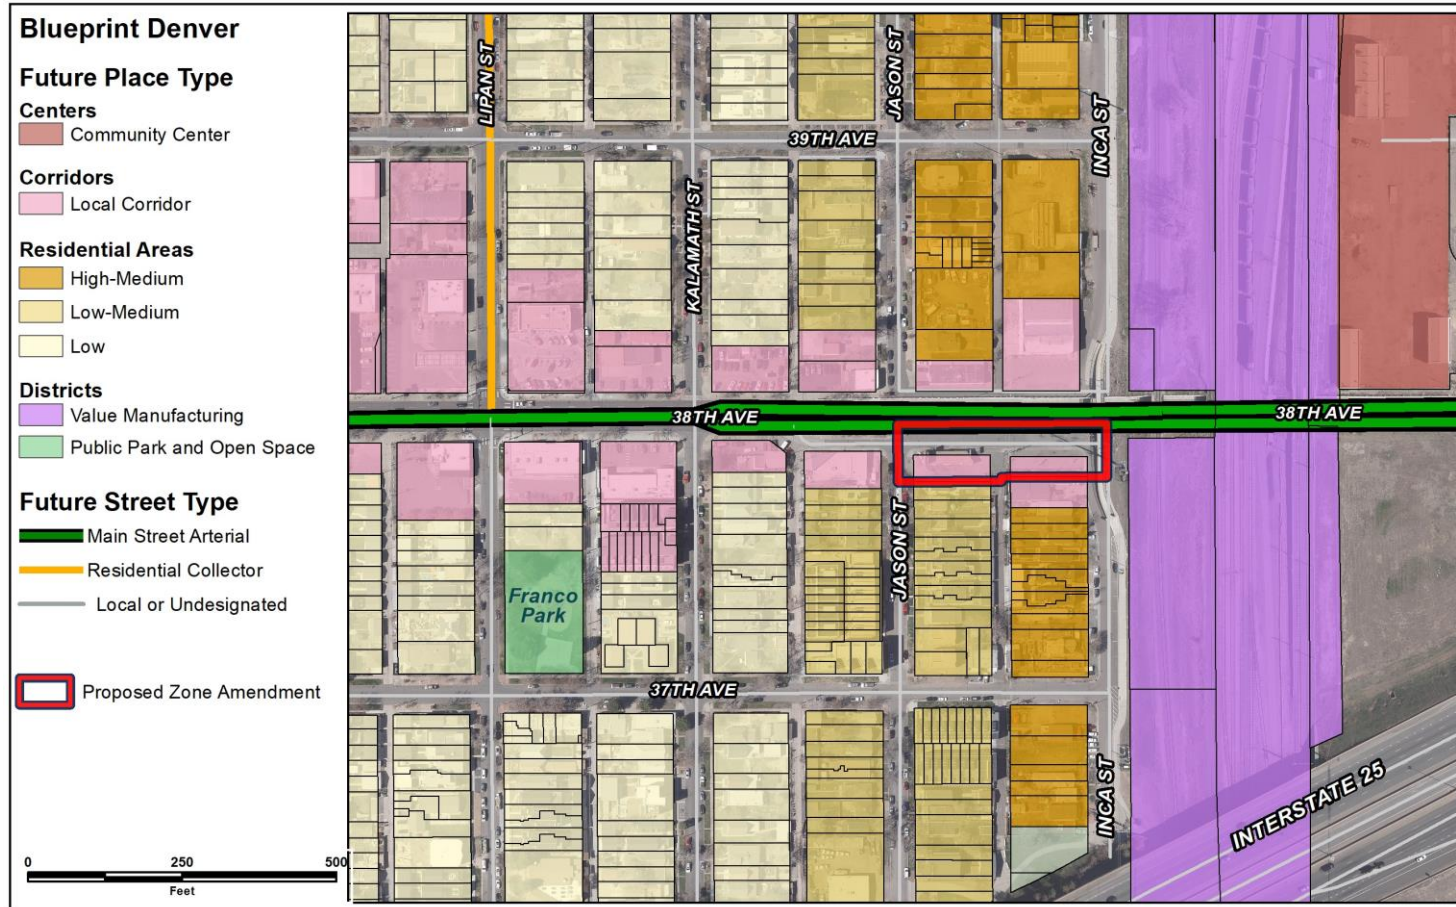 Blueprint Denver
Future Place Type
Centers
Community Center
Corridors
Local Corridor
Residential Areas
High-Medium
Low-Medium
Low
Districts
Value Manufacturing
Public Park and Open Space
Future Street Type
Main Street Arterial
Residential Collector
Local or Undesignated
Proposed Zone Amendment
0 250 500
Feet
LIPAN ST
JASON ST
INCA ST
39TH AVE
KALAMATH ST
38TH AVE
38TH AVE
JASON ST
Franco
Park
37TH AVE
INCA ST
INTERSTATE 25